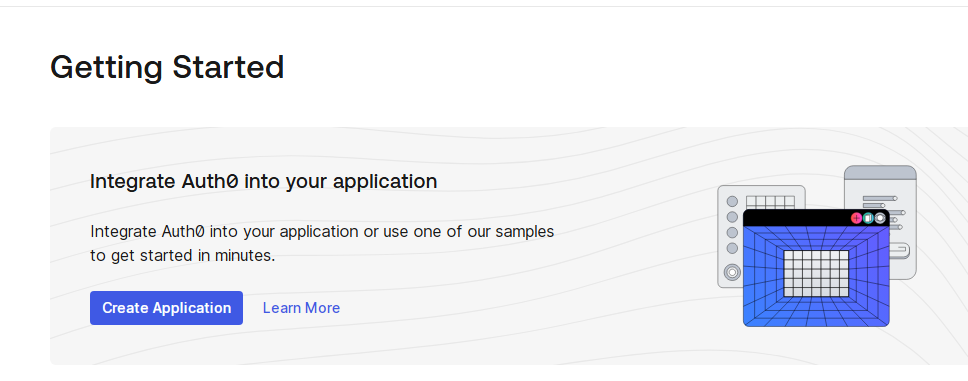 Getting Started
Integrate Auth0 into your application
Integrate Auth0 into your application or use one of our samples
to get started in minutes.
Create Application
Learn More